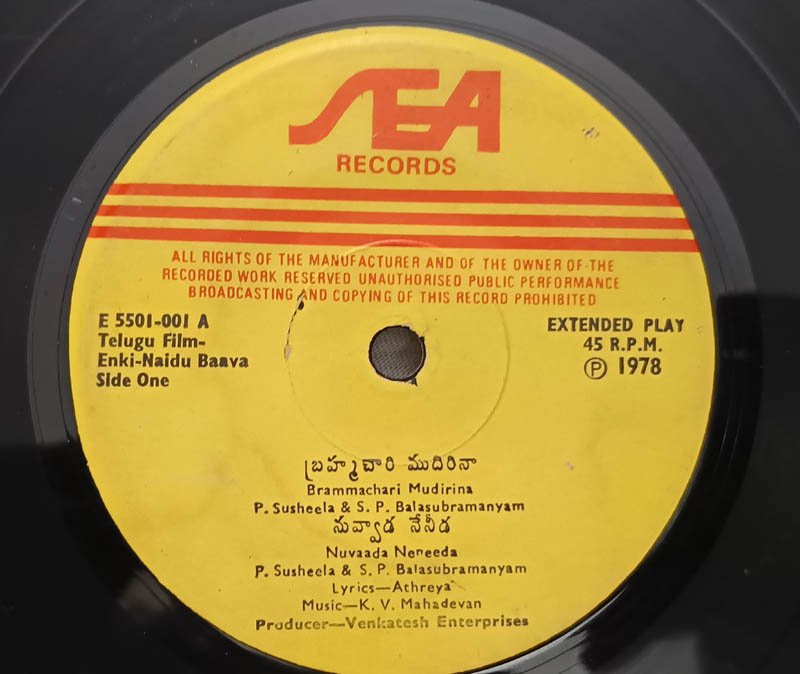 SEA
RECORDS
ALL RIGHTS OF THE MANUFACTURER AND OF THE OWNER OF THE
RECORDED WORK RESERVED UNAUTHORISED PUBLIC PERFORMANCE
BROADCASTING AND COPYING OF THIS RECORD PROHIBITED
E 5501-001 A
Telugu Film-
Enki-Naidu Baava
Side One
EXTENDED PLAY
45 R.P.M.
Ⓟ 1978
బ్రహ్మచారి ముదిరినా
Brammachari Mudirina
P. Susheela & S. P. Balasubramanyam
నువ్వాడ నేనీడ
Nuvaada Neneeda
P. Susheela & S. P. Balasubramanyam
Lyrics—Athreya
Music—K. V. Mahadevan
Producer—Venkatesh Enterprises